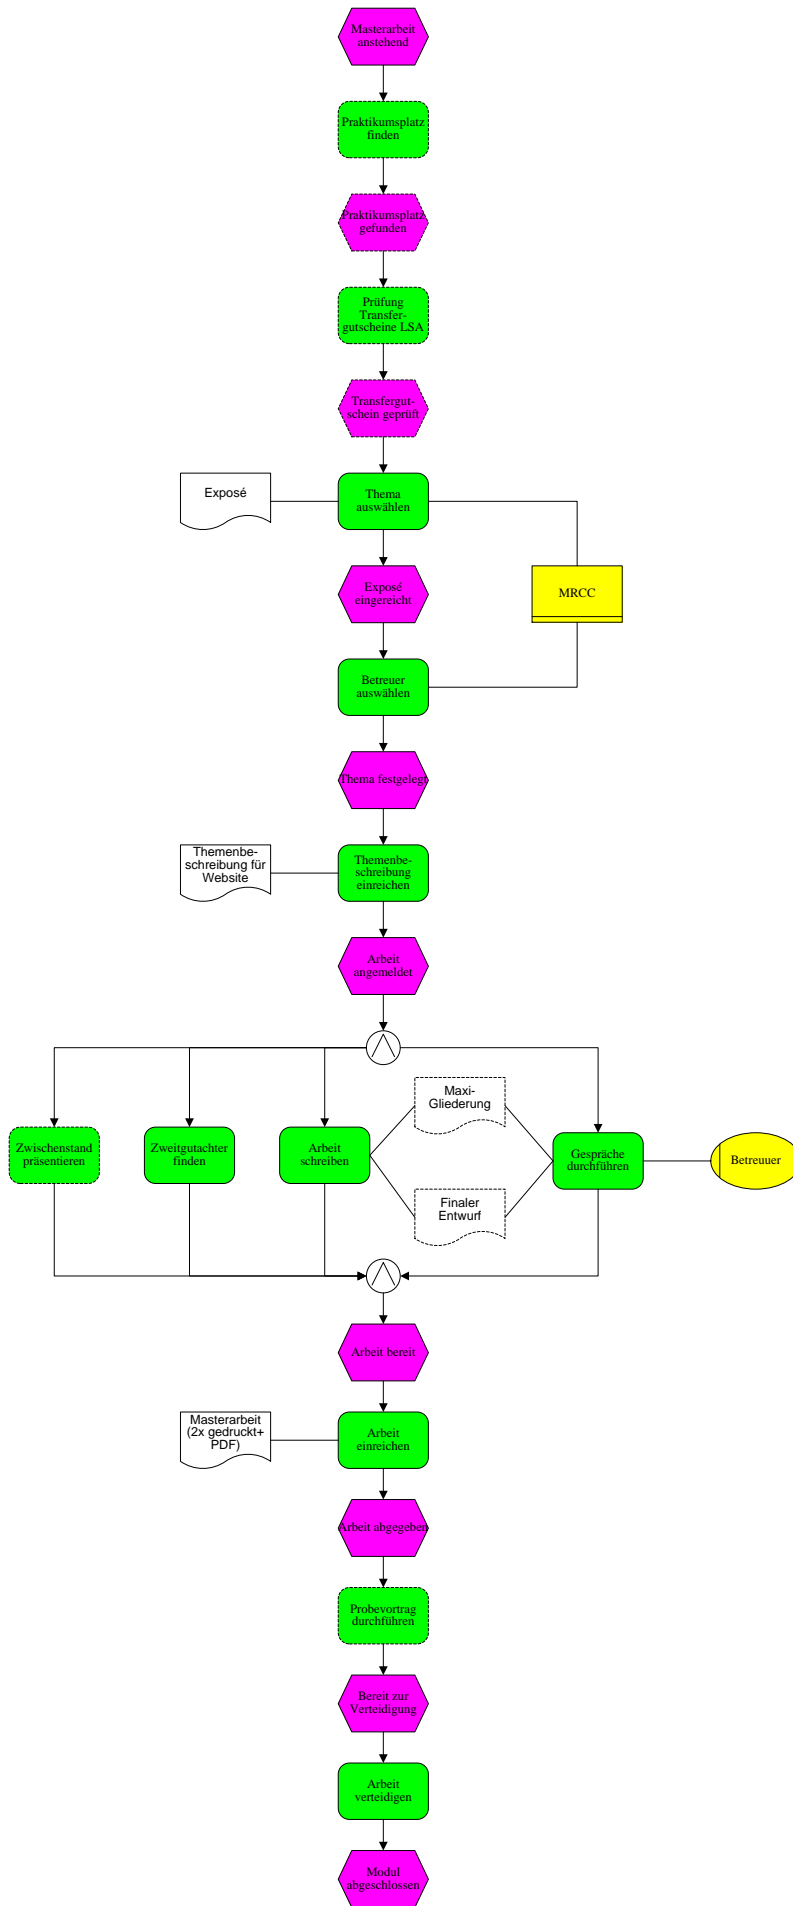 Masterarbeit
anstehend
Praktikumsplatz
finden
Praktikumsplatz
gefunden
Prüfung
Transfer-
gutscheine LSA
Transfergut-
schein geprüft
Exposé
Thema
auswählen
Exposé
eingereicht
MRCC
Betreuer
auswählen
Thema festgelegt
Themenbe-
schreibung für
Website
Themenbe-
schreibung
einreichen
Arbeit
angemeldet
Maxi-
Gliederung
Zwischenstand
präsentieren
Zweitgutachter
finden
Arbeit
schreiben
Gespräche
durchführen
Betreuuer
Finaler
Entwurf
Arbeit bereit
Masterarbeit
(2x gedruckt+
PDF)
Arbeit
einreichen
Arbeit abgegeben
Probevortrag
durchführen
Bereit zur
Verteidigung
Arbeit
verteidigen
Modul
abgeschlossen